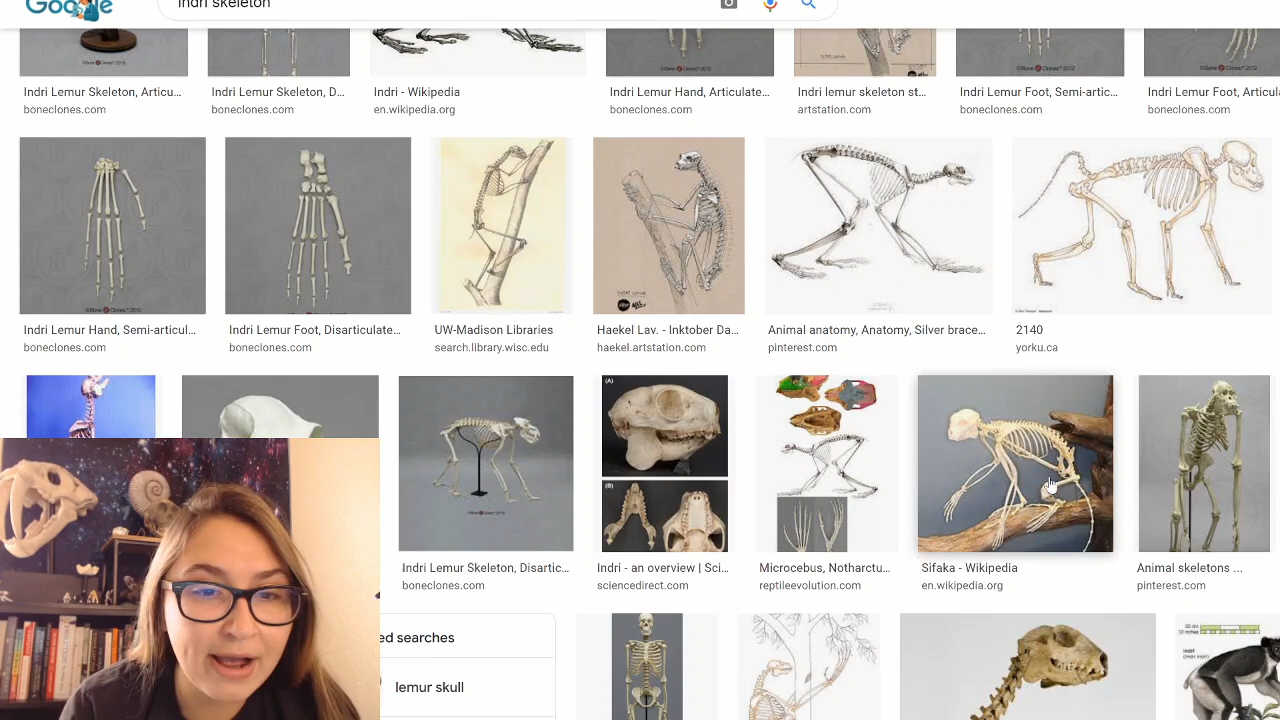 Google
indri skeleton
Indri Lemur Skeleton, Articu...
boneclones.com
Indri Lemur Skeleton, D...
boneclones.com
Indri - Wikipedia
en.wikipedia.org
Indri Lemur Hand, Articulate...
boneclones.com
Indri lemur skeleton st...
artstation.com
Indri Lemur Foot, Semi-artic...
boneclones.com
Indri Lemur Foot, Articul
boneclones.com
Indri Lemur Hand, Semi-articul...
boneclones.com
Indri Lemur Foot, Disarticulate...
boneclones.com
UW-Madison Libraries
search.library.wisc.edu
Haekel Lav. - Inktober Da...
haekel.artstation.com
Animal anatomy, Anatomy, Silver brace...
pinterest.com
2140
yorku.ca
(A)
(B)
Indri Lemur Skeleton, Disartic...
boneclones.com
Indri - an overview | Sci...
sciencedirect.com
Microcebus, Notharctu...
reptileevolution.com
Sifaka - Wikipedia
en.wikipedia.org
Animal skeletons ...
pinterest.com
ed searches
lemur skull